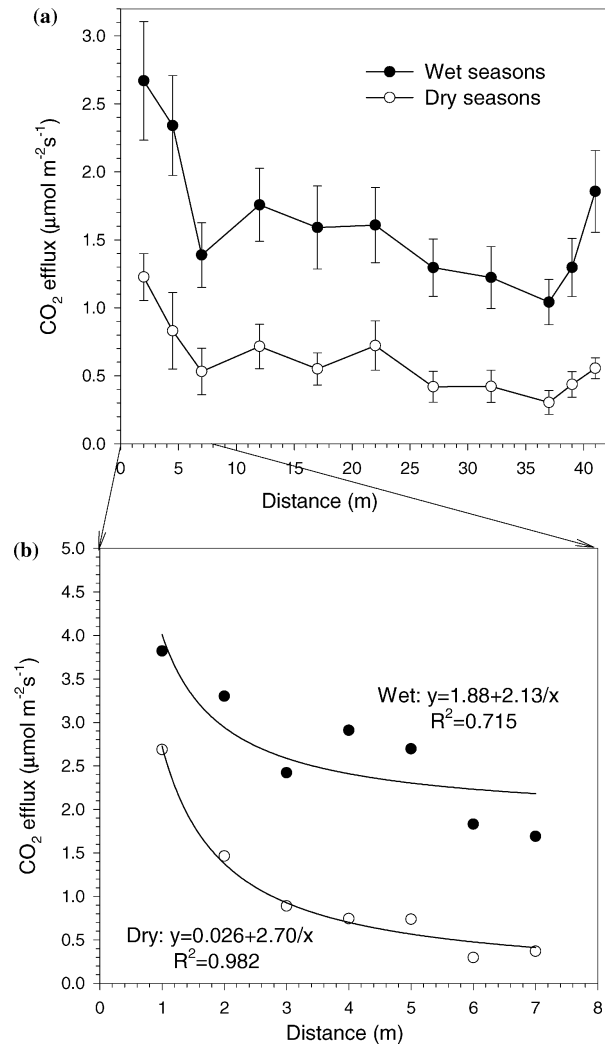 (a)
3.0
2.5
2.0
1.5
1.0
0.5
0.0
CO₂ efflux (μmol m⁻²s⁻¹)
Wet seasons
Dry seasons
0 5 10 15 20 25 30 35 40
Distance (m)
(b)
5.0
4.5
4.0
3.5
3.0
2.5
2.0
1.5
1.0
0.5
0.0
CO₂ efflux (μmol m⁻²s⁻¹)
Wet: y=1.88+2.13/x
R²=0.715
Dry: y=0.026+2.70/x
R²=0.982
0 1 2 3 4 5 6 7 8
Distance (m)